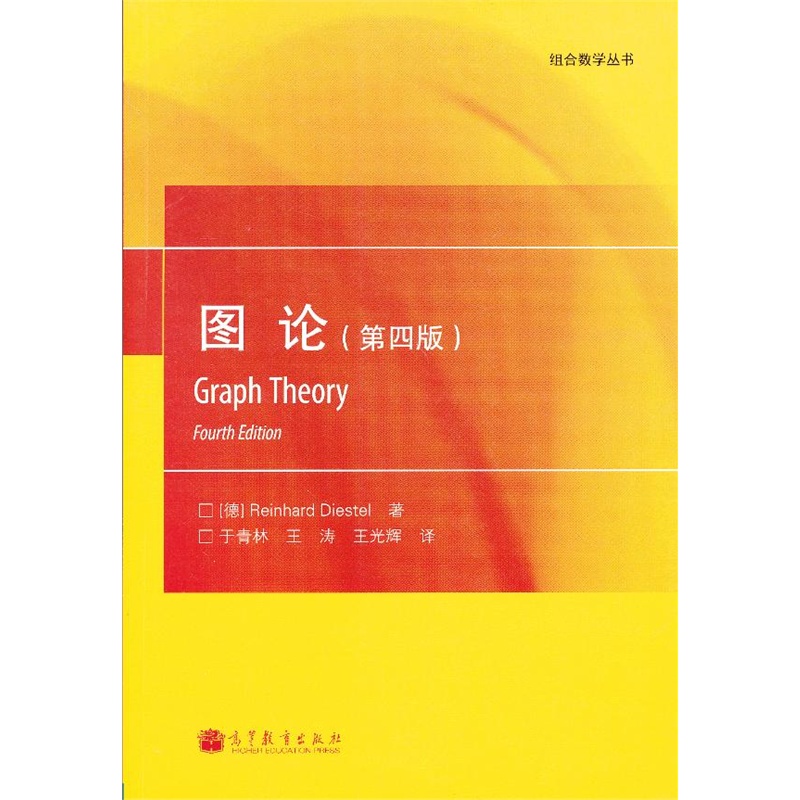 组合数学丛书
图 论（第四版）
Graph Theory
Fourth Edition
[德] Reinhard Diestel 著
于青林 王 涛 王光辉 译
高等教育出版社
HIGHER EDUCATION PRESS